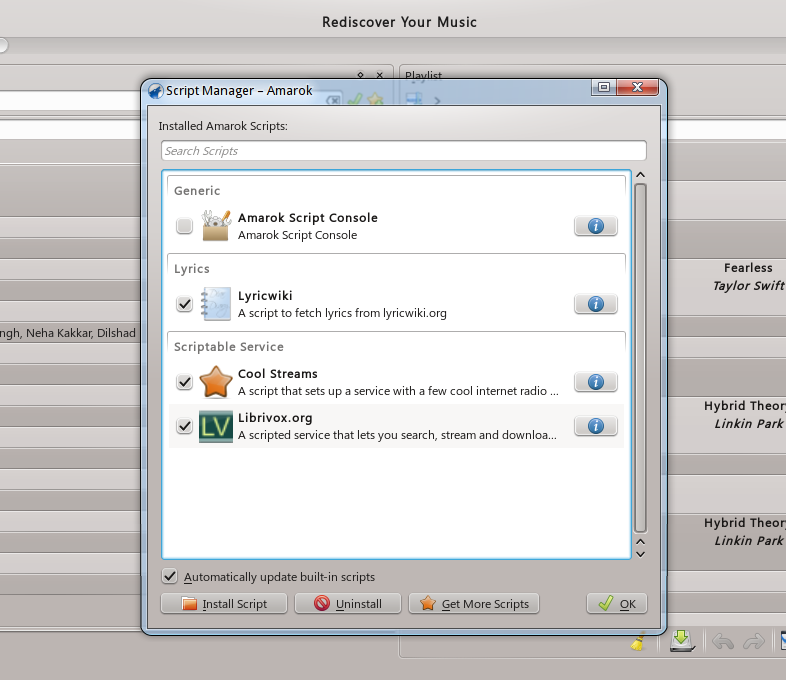 Rediscover Your Music
Playlist
Script Manager – Amarok
Installed Amarok Scripts:
Search Scripts
Generic
Amarok Script Console
Amarok Script Console
Lyrics
Lyricwiki
A script to fetch lyrics from lyricwiki.org
Scriptable Service
Cool Streams
A script that sets up a service with a few cool internet radio ...
LV
Librivox.org
A scripted service that lets you search, stream and downloa...
Automatically update built-in scripts
Install Script
Uninstall
Get More Scripts
OK
ngh, Neha Kakkar, Dilshad
Fearless
Taylor Swift
Hybrid Theory
Linkin Park
Hybrid Theory
Linkin Park